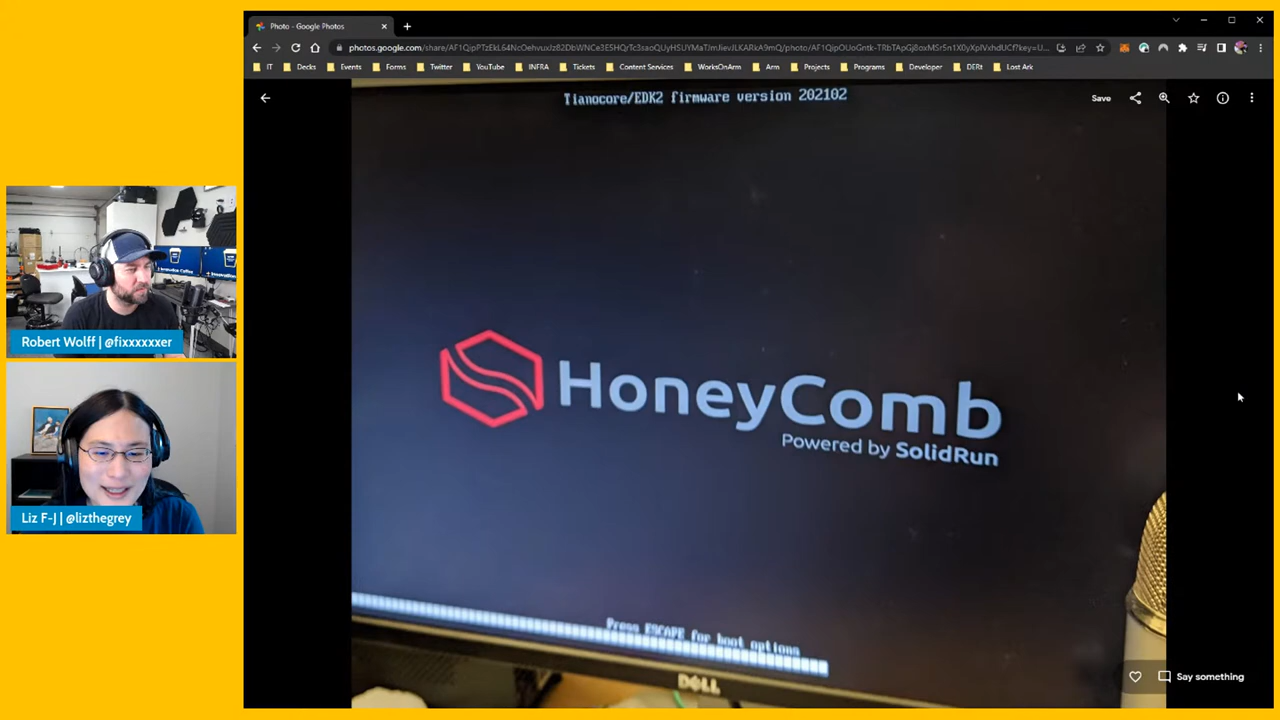 Photo - Google Photos
IT Decks Events Forms Twitter YouTube INFRA Tickets Content Services WorksOnArm Arm Projects Programs Developer DERt Lost Ark
Save
Tianocore/EDK2 firmware version 202102
HoneyComb
Powered by SolidRun
Press ESCAPE for boot options
DELL
Say something
Robert Wolff | @fixxxxxxer
Liz F-J | @lizthegrey